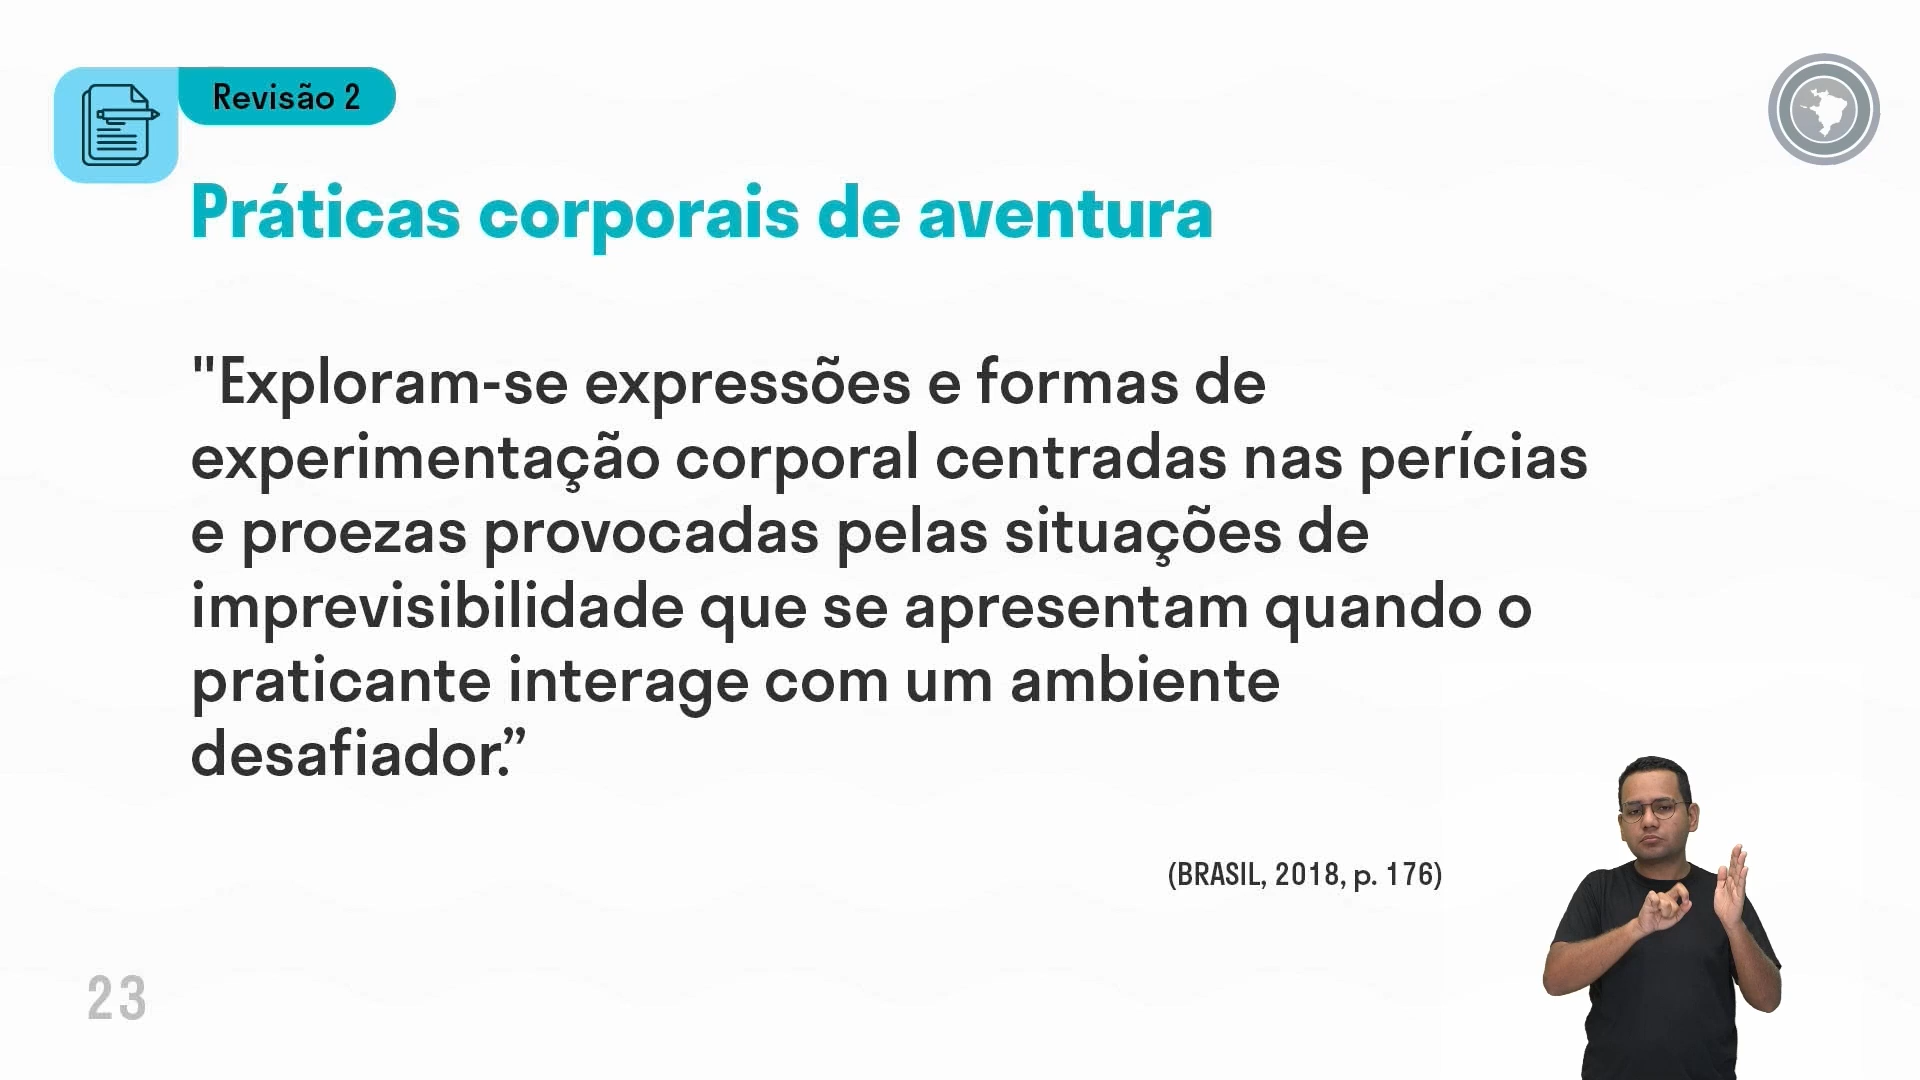 Revisão 2
Práticas corporais de aventura
"Exploram-se expressões e formas de
experimentação corporal centradas nas perícias
e proezas provocadas pelas situações de
imprevisibilidade que se apresentam quando o
praticante interage com um ambiente
desafiador.”
(BRASIL, 2018, p. 176)
23